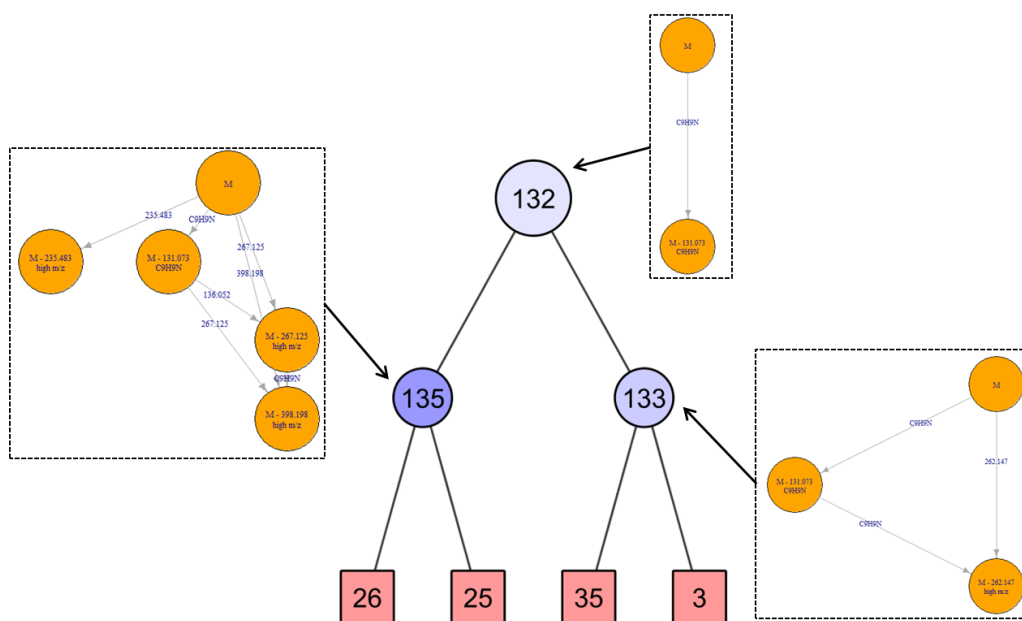 M
C9H9N
M - 131.073
C9H9N
132
M
235.483
C9H9N
M - 235.483
high m/z
M - 131.073
C9H9N
267.125
398.198
136.052
267.125
M - 267.125
high m/z
C9H9N
M - 398.198
high m/z
135
133
M
C9H9N
262.147
M - 131.073
C9H9N
C9H9N
M - 262.147
high m/z
26
25
35
3